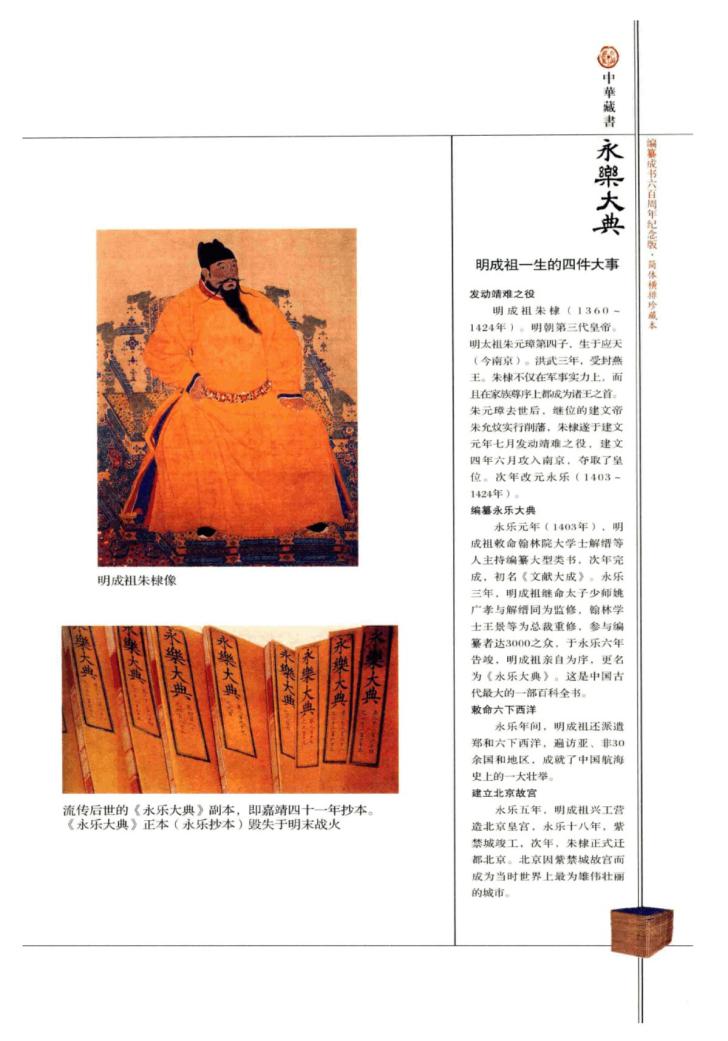 中華藏書
永樂大典
编纂成书六百周年纪念版·简体横排珍藏本
明成祖一生的四件大事
发动靖难之役
明成祖朱棣（1360~
1424年）。明朝第三代皇帝。
明太祖朱元璋第四子，生于应天
（今南京）。洪武三年，受封燕
王。朱棣不仅在军事实力上，而
且在家族尊序上都成为诸王之首。
朱元璋去世后，继位的建文帝
朱允炆实行削藩，朱棣遂于建文
元年七月发动靖难之役，建文
四年六月攻入南京，夺取了皇
位。次年改元永乐（1403~
1424年）。
编纂永乐大典
永乐元年（1403年），明
成祖敕命翰林院大学士解缙等
人主持编纂大型类书，次年完
成，初名《文献大成》。永乐
三年，明成祖继命太子少师姚
广孝与解缙同为监修，翰林学
士王景等为总裁重修，参与编
纂者达3000之众，于永乐六年
告竣，明成祖亲自为序，更名
为《永乐大典》。这是中国古
代最大的一部百科全书。
敕命六下西洋
永乐年间，明成祖还派遣
郑和六下西洋，遍访亚、非30
余国和地区，成就了中国航海
史上的一大壮举。
建立北京故宫
永乐五年，明成祖兴工营
造北京皇宫，永乐十八年，紫
禁城竣工，次年，朱棣正式迁
都北京。北京因紫禁城故宫而
成为当时世界上最为雄伟壮丽
的城市。
明成祖朱棣像
永樂大典
永樂大典
永樂大典
永樂大典
永樂大典
永樂大典
永樂大典
永樂大典
流传后世的《永乐大典》副本，即嘉靖四十一年抄本。
《永乐大典》正本（永乐抄本）毁失于明末战火